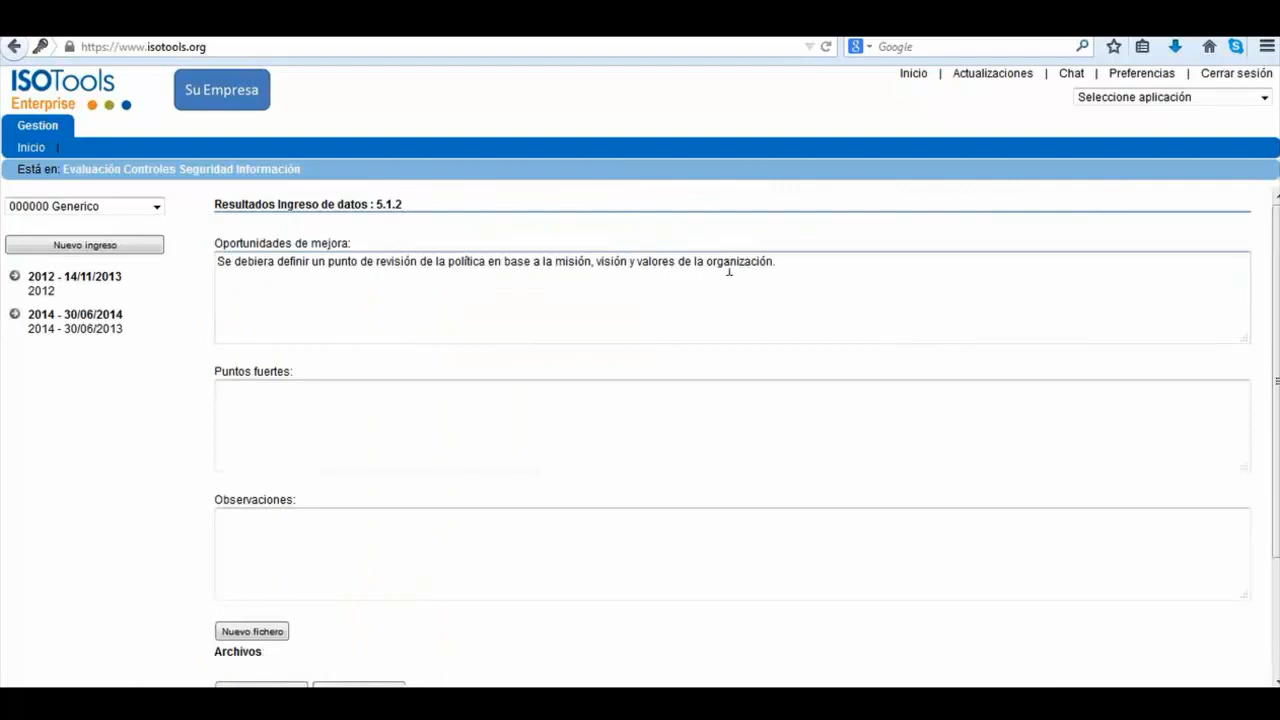 https://www.isotools.org
Google
ISOTools
Enterprise
Su Empresa
Inicio | Actualizaciones | Chat | Preferencias | Cerrar sesión
Seleccione aplicación
Gestion
Inicio |
Está en: Evaluación Controles Seguridad Información
000000 Generico
Nuevo ingreso
2012 - 14/11/2013
2012
2014 - 30/06/2014
2014 - 30/06/2013
Resultados Ingreso de datos : 5.1.2
Oportunidades de mejora:
Se debiera definir un punto de revisión de la política en base a la misión, visión y valores de la organización.
Puntos fuertes:
Observaciones:
Nuevo fichero
Archivos